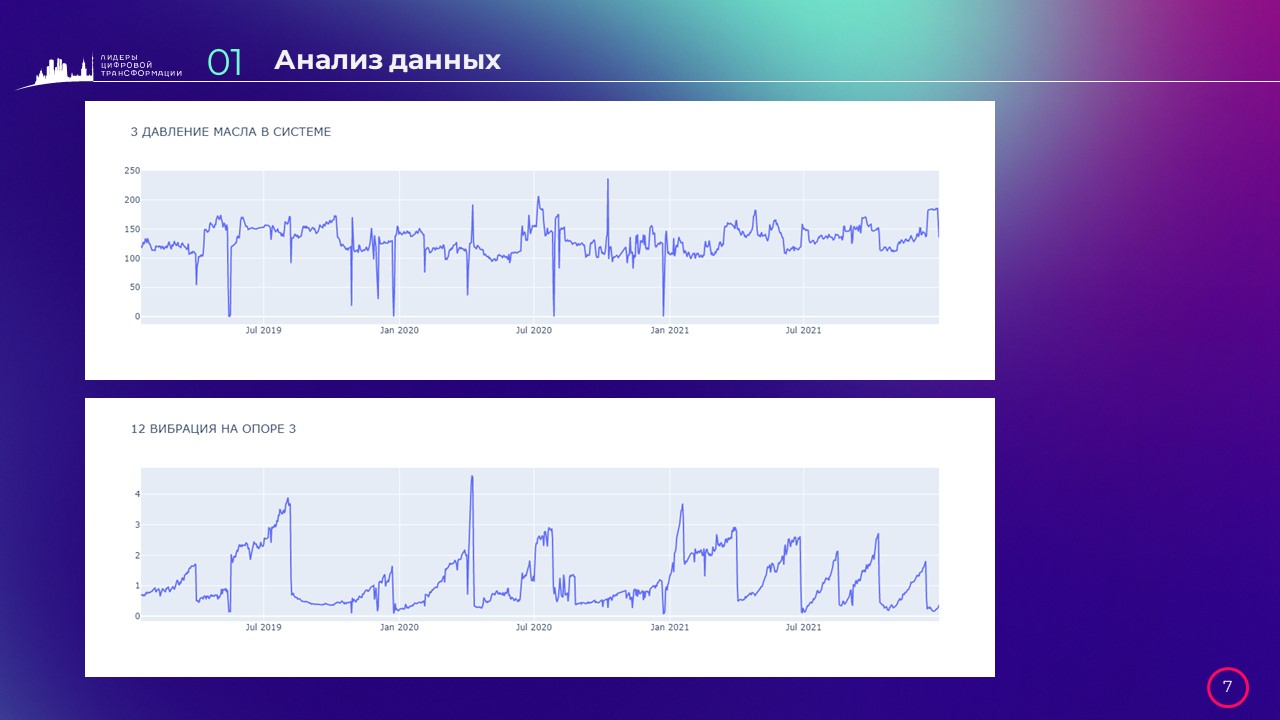 ЛИДЕРЫ
ЦИФРОВОЙ
ТРАНСФОРМАЦИИ
01
Анализ данных
3 ДАВЛЕНИЕ МАСЛА В СИСТЕМЕ
250
200
150
100
50
0
Jul 2019
Jan 2020
Jul 2020
Jan 2021
Jul 2021
12 ВИБРАЦИЯ НА ОПОРЕ 3
4
3
2
1
0
Jul 2019
Jan 2020
Jul 2020
Jan 2021
Jul 2021
7